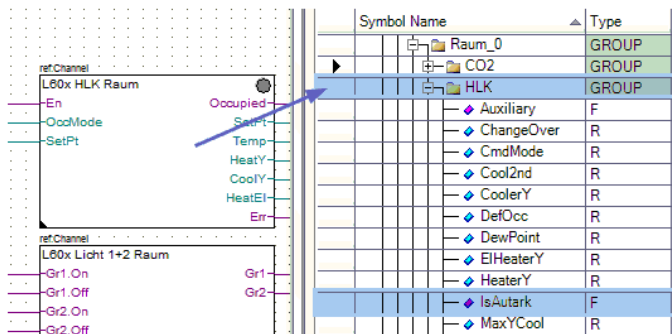 ref:Channel
L60x HLK Raum
En
Occupied
OccMode
SetPt
SetPt
Temp
HeatY
CoolY
HeatEl
Err
ref:Channel
L60x Licht 1+2 Raum
Gr1.On
Gr1
Gr1.Off
Gr2
Gr2.On
Gr2.Off
Symbol Name
Type
Raum_0
GROUP
CO2
GROUP
HLK
GROUP
Auxiliary
F
ChangeOver
R
CmdMode
R
Cool2nd
R
CoolerY
R
DefOcc
R
DewPoint
R
ElHeaterY
R
HeaterY
R
IsAutark
F
MaxYCool
R